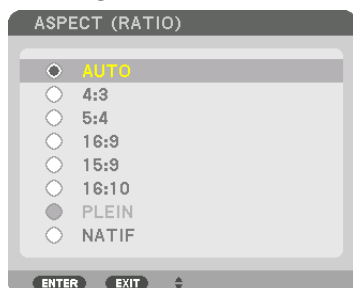 ASPECT (RATIO)
AUTO
4:3
5:4
16:9
15:9
16:10
PLEIN
NATIF
ENTER EXIT